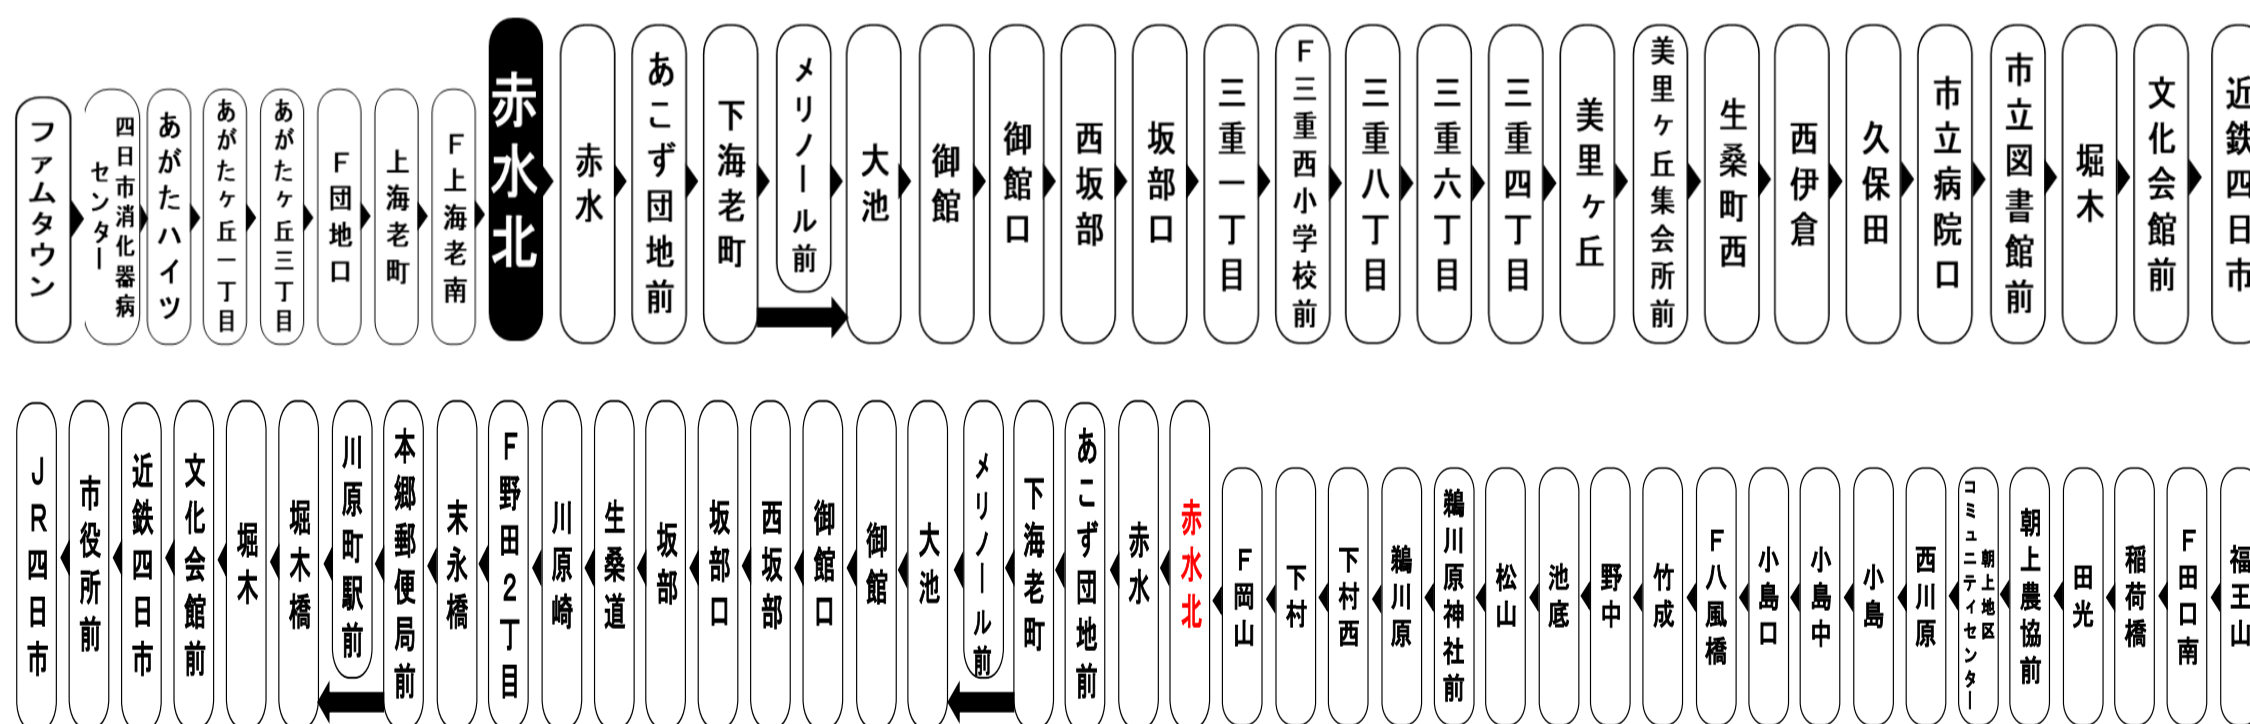 ファムタウン
四日市消化器病
センター
あがたハイツ
あがたヶ丘一丁目
あがたヶ丘三丁目
Ｆ団地口
上海老町
Ｆ上海老南
赤水北
赤水
あこず団地前
下海老町
メリノール前
大池
御館
御館口
西坂部
坂部口
三重一丁目
Ｆ三重西小学校前
三重八丁目
三重六丁目
三重四丁目
美里ヶ丘
美里ヶ丘集会所前
生桑町西
西伊倉
久保田
市立病院口
市立図書館前
堀木
文化会館前
近鉄四日市
ＪＲ四日市
市役所前
近鉄四日市
文化会館前
堀木
堀木橋
川原町駅前
本郷郵便局前
末永橋
Ｆ野田２丁目
川原崎
生桑道
坂部
坂部口
西坂部
御館口
御館
大池
メリノール前
下海老町
あこず団地前
赤水
赤水北
Ｆ岡山
下村
下村西
鵜川原
鵜川原神社前
松山
池底
野中
竹成
Ｆ八風橋
小島口
小島中
小島
西川原
朝上地区
コミュニティセンター
朝上農協前
田光
稲荷橋
Ｆ田口南
福王山